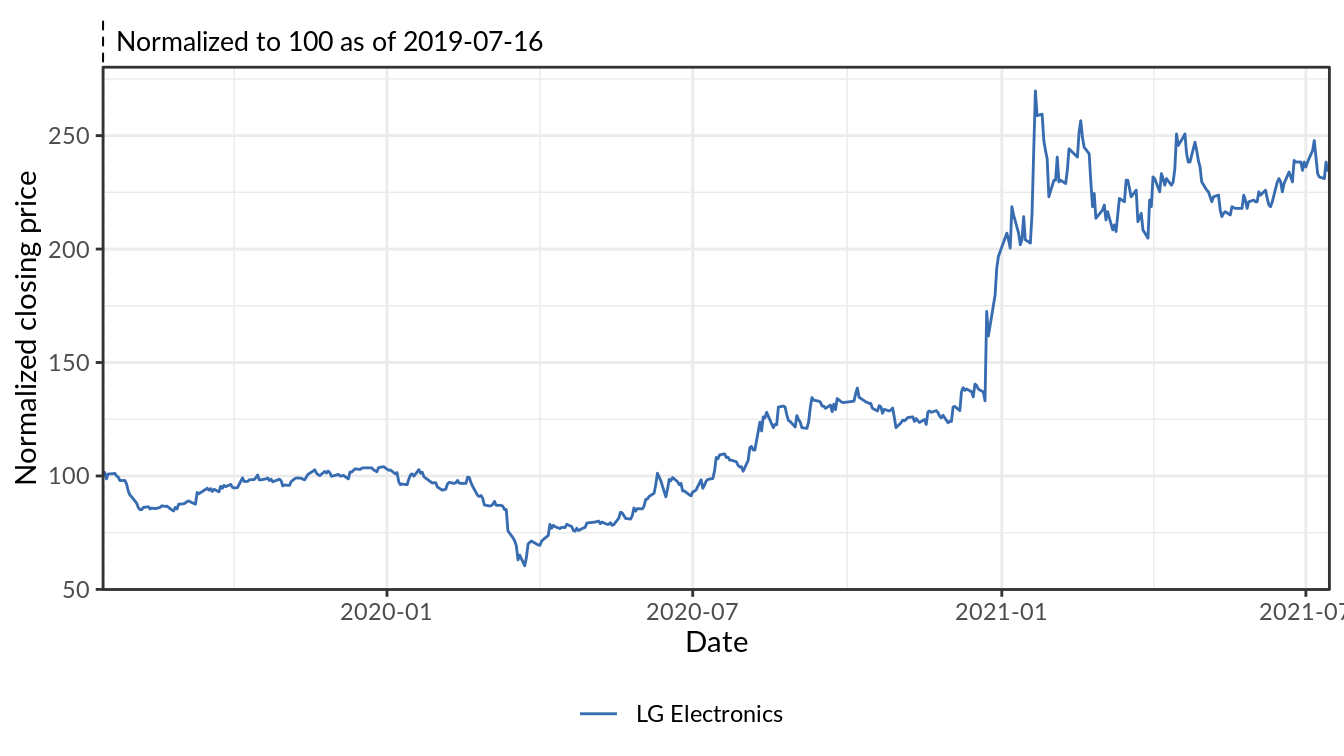 Normalized to 100 as of 2019-07-16
Normalized closing price
250
200
150
100
50
2020-01
2020-07
2021-01
2021-07
Date
LG Electronics